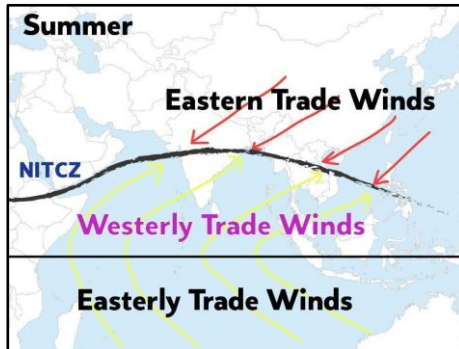 Summer
Eastern Trade Winds
NITCZ
Westerly Trade Winds
Easterly Trade Winds